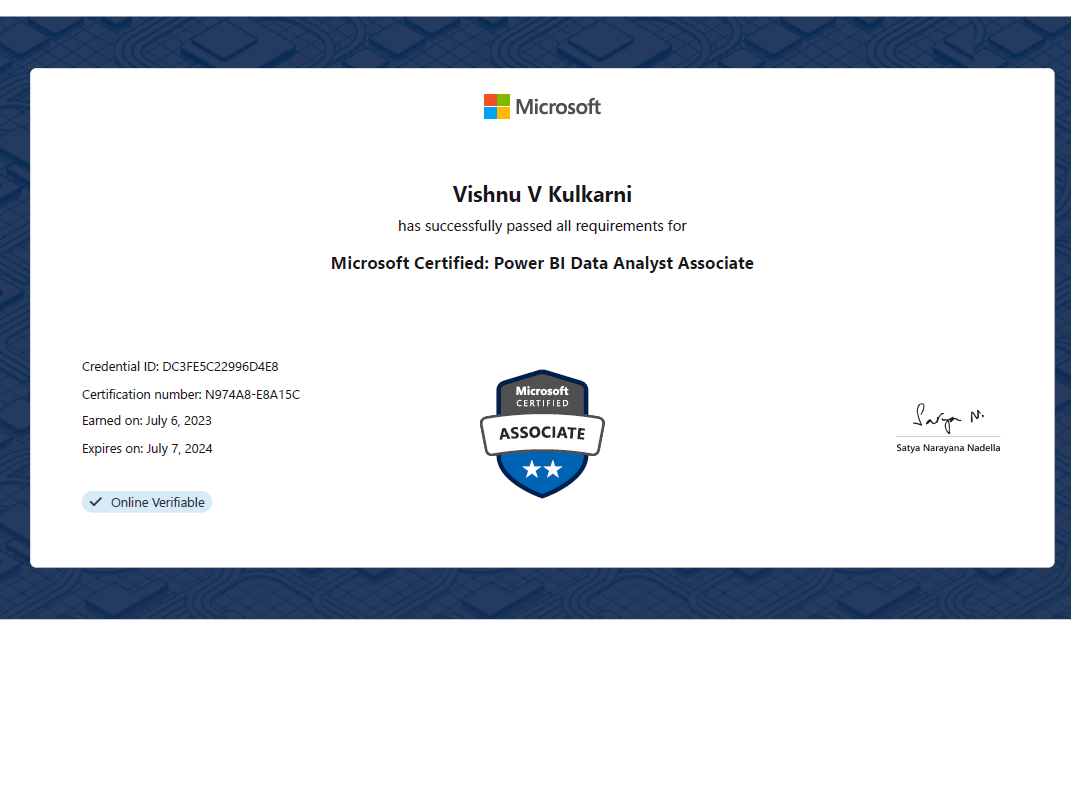 Microsoft
Vishnu V Kulkarni
has successfully passed all requirements for
Microsoft Certified: Power BI Data Analyst Associate
Credential ID: DC3FE5C22996D4E8
Certification number: N974A8-E8A15C
Earned on: July 6, 2023
Expires on: July 7, 2024
Online Verifiable
Microsoft
CERTIFIED
ASSOCIATE
Satya N.
Satya Narayana Nadella